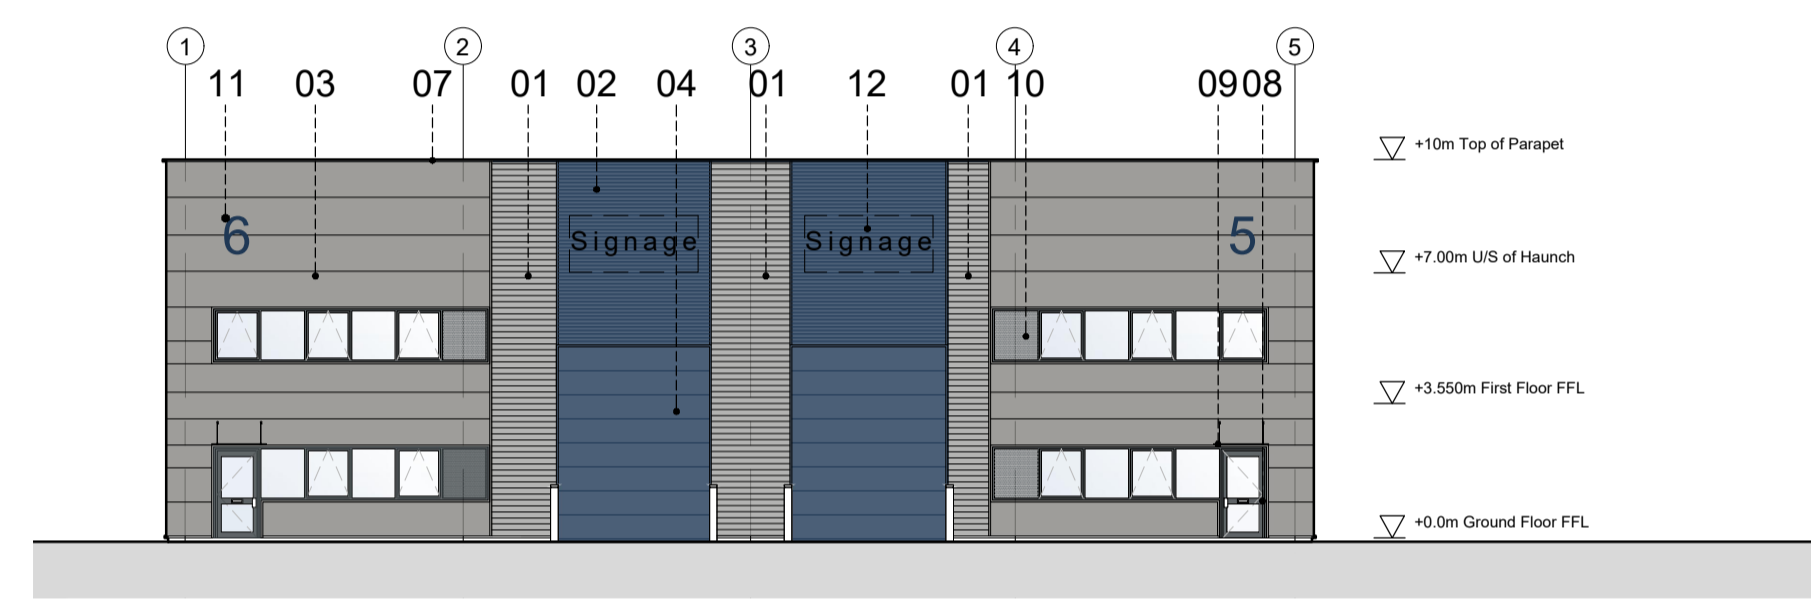 1 2 3 4 5
11 03 07 01 02 04 01 12 01 10 09 08
+10m Top of Parapet
6 Signage Signage 5
+7.00m U/S of Haunch
+3.550m First Floor FFL
+0.0m Ground Floor FFL